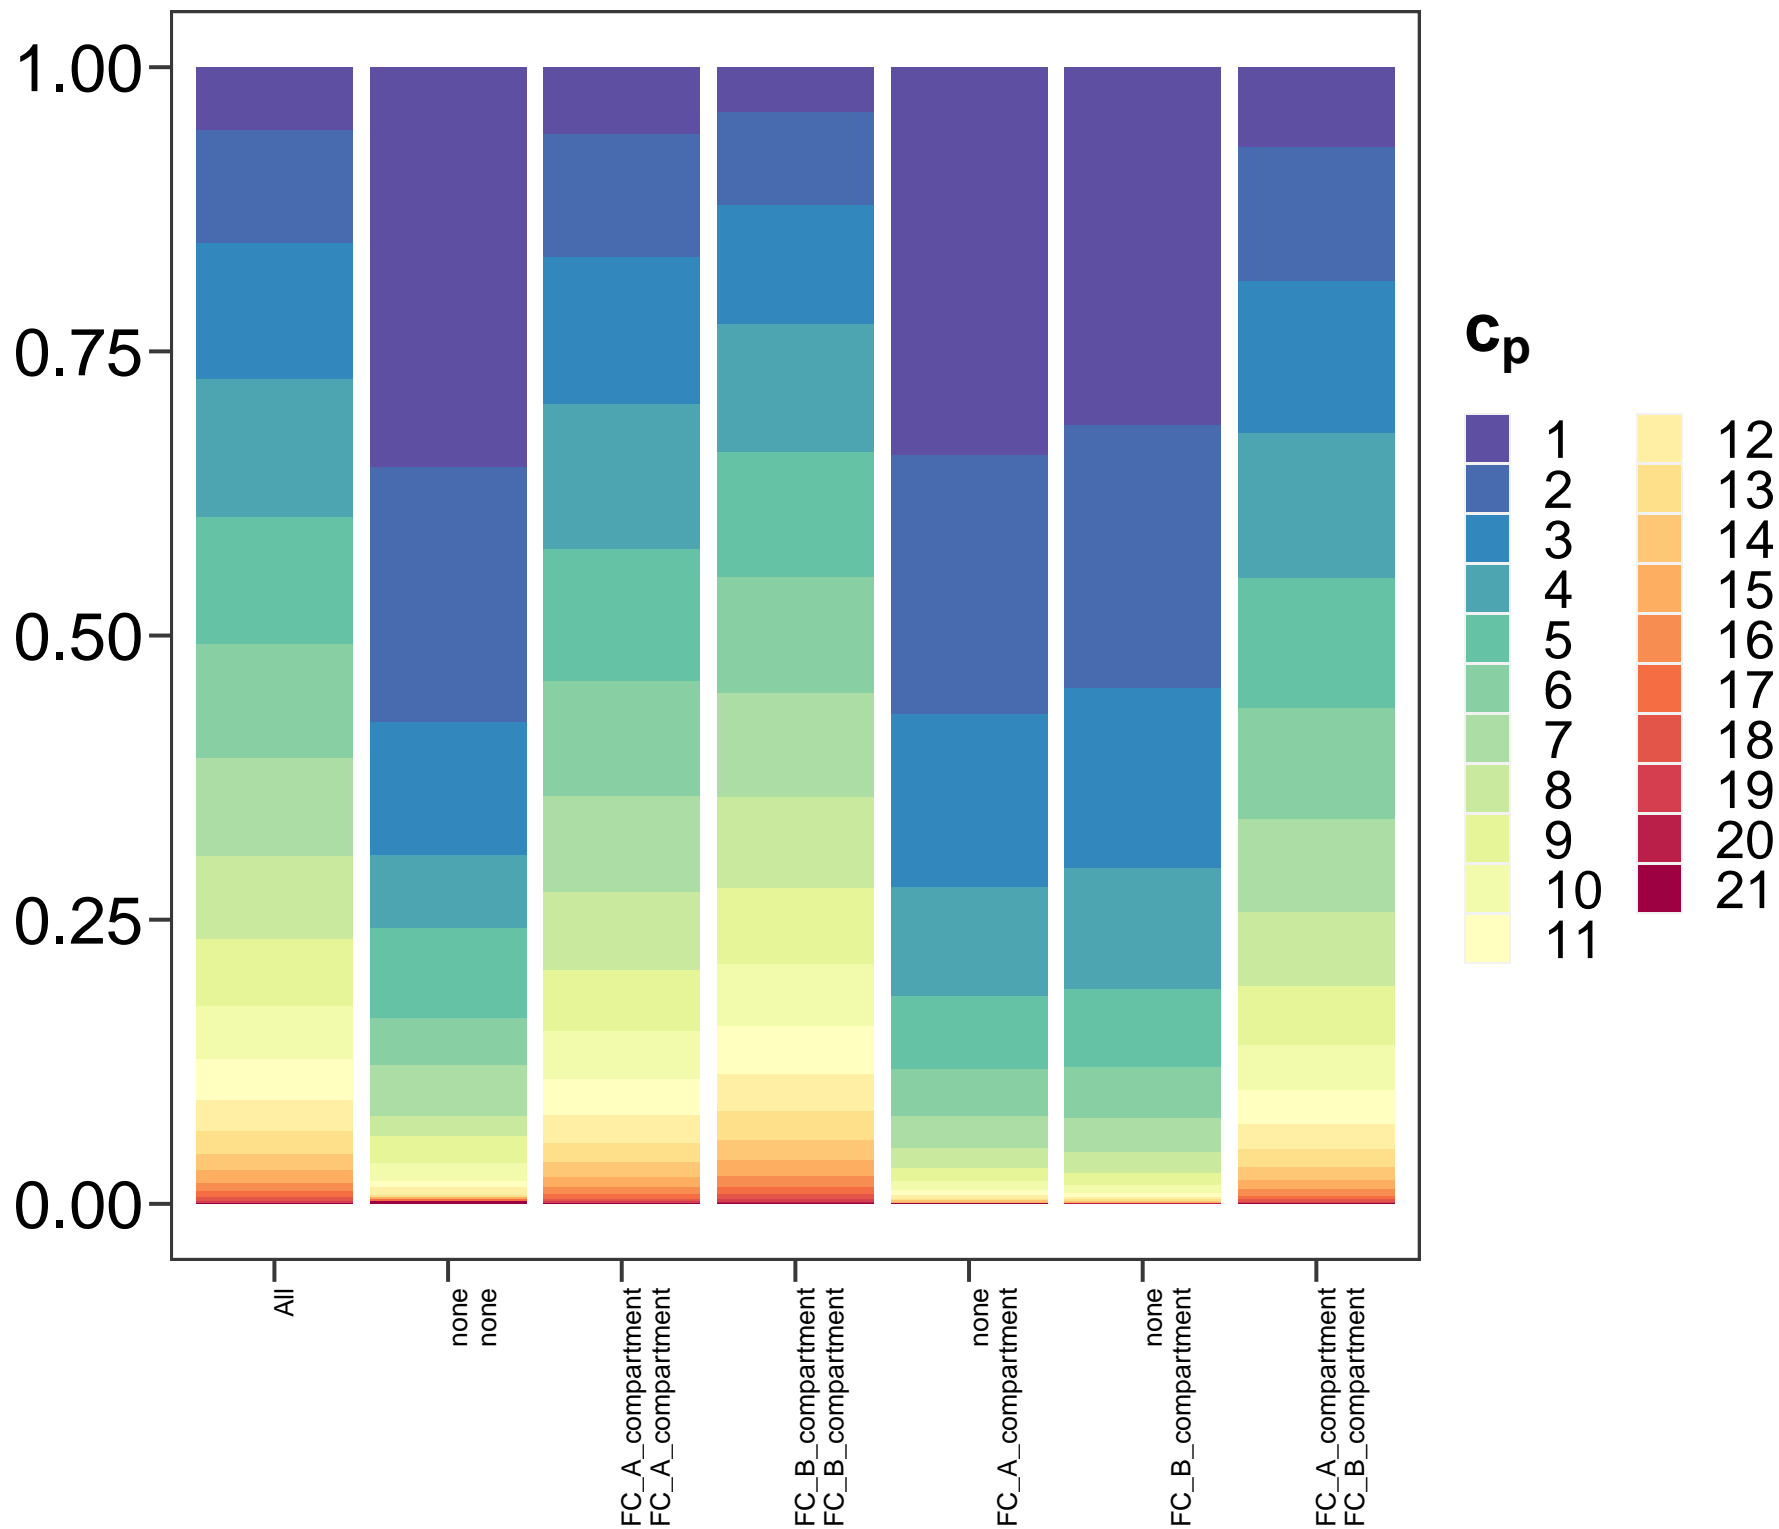 1.00
0.75
0.50
0.25
0.00
All
none
none
FC_A_compartment
FC_A_compartment
FC_B_compartment
FC_B_compartment
none
FC_A_compartment
none
FC_B_compartment
FC_A_compartment
FC_B_compartment
cp
1
2
3
4
5
6
7
8
9
10
11
12
13
14
15
16
17
18
19
20
21